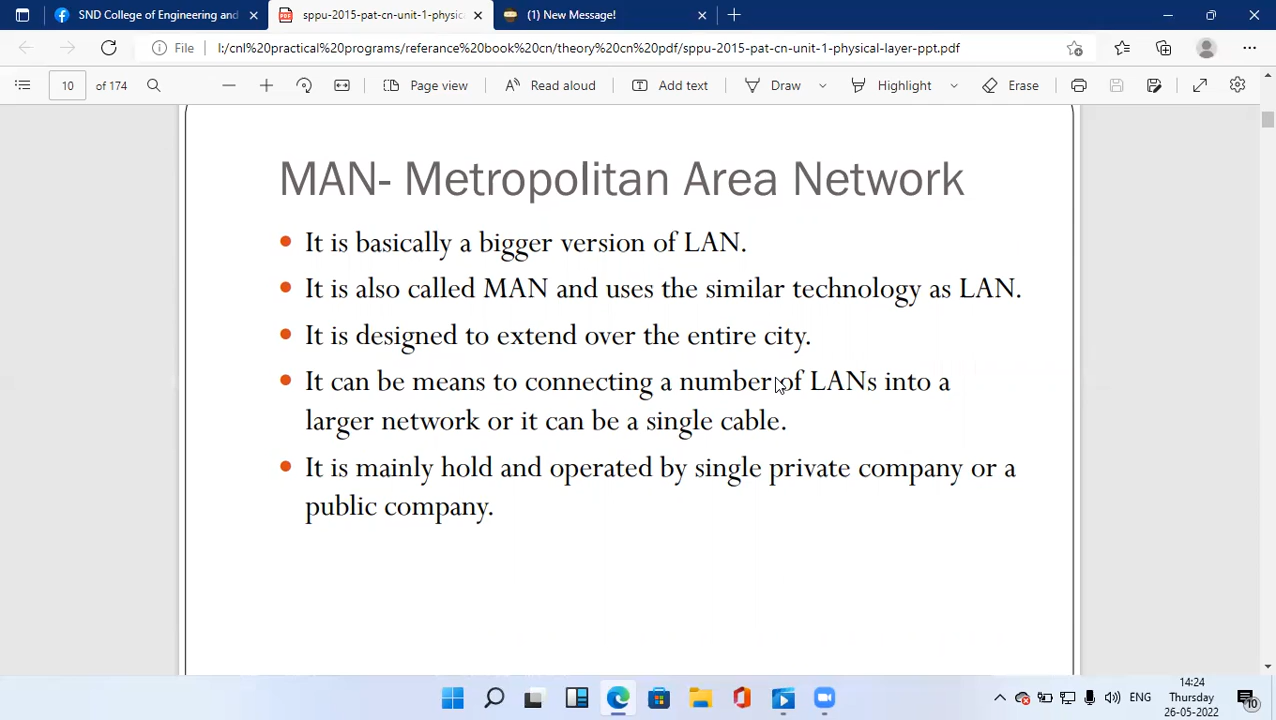 SND College of Engineering and
sppu-2015-pat-cn-unit-1-physic
(1) New Message!
File
I:/cnl%20practical%20programs/referance%20book%20cn/theory%20cn%20pdf/sppu-2015-pat-cn-unit-1-physical-layer-ppt.pdf
10 of 174
Page view
Read aloud
Add text
Draw
Highlight
Erase
MAN- Metropolitan Area Network
• It is basically a bigger version of LAN.
• It is also called MAN and uses the similar technology as LAN.
• It is designed to extend over the entire city.
• It can be means to connecting a number of LANs into a
larger network or it can be a single cable.
• It is mainly hold and operated by single private company or a
public company.
ENG
14:24
Thursday
26-05-2022
10